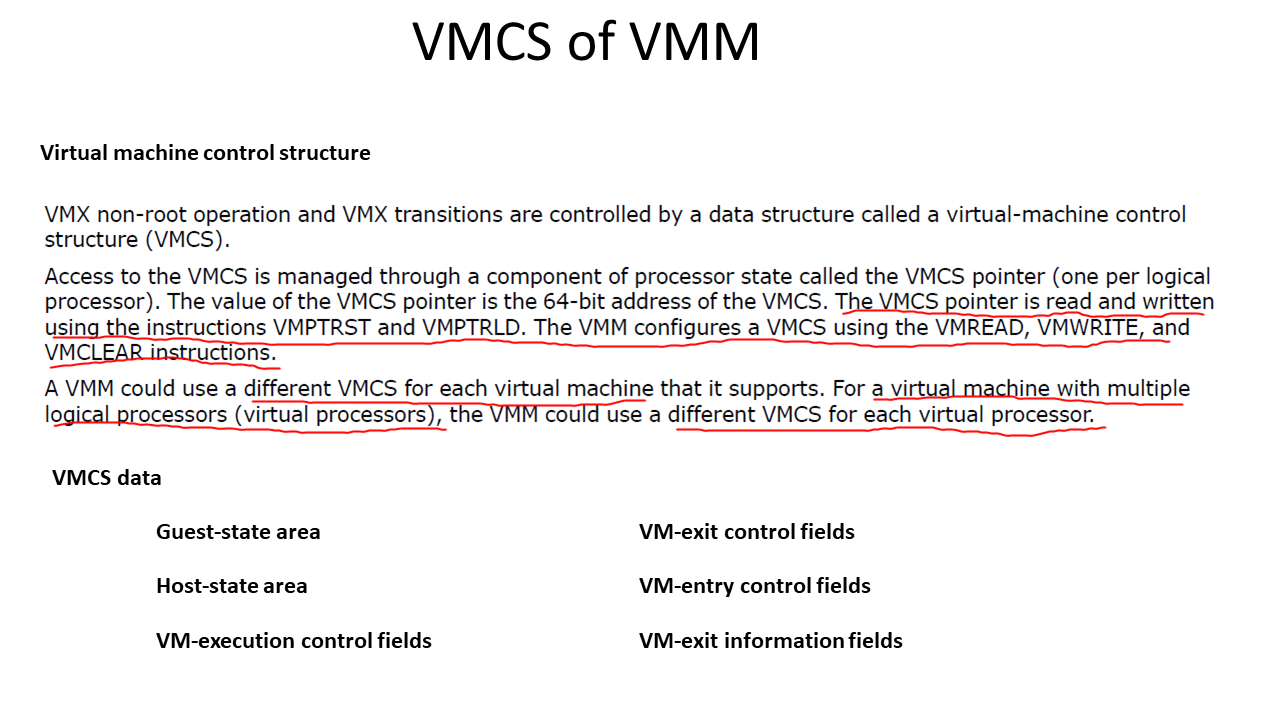 VMCS of VMM
Virtual machine control structure
VMX non-root operation and VMX transitions are controlled by a data structure called a virtual-machine control
structure (VMCS).
Access to the VMCS is managed through a component of processor state called the VMCS pointer (one per logical
processor). The value of the VMCS pointer is the 64-bit address of the VMCS. The VMCS pointer is read and written
using the instructions VMPTRST and VMPTRLD. The VMM configures a VMCS using the VMREAD, VMWRITE, and
VMCLEAR instructions.
A VMM could use a different VMCS for each virtual machine that it supports. For a virtual machine with multiple
logical processors (virtual processors), the VMM could use a different VMCS for each virtual processor.
VMCS data
Guest-state area
Host-state area
VM-execution control fields
VM-exit control fields
VM-entry control fields
VM-exit information fields